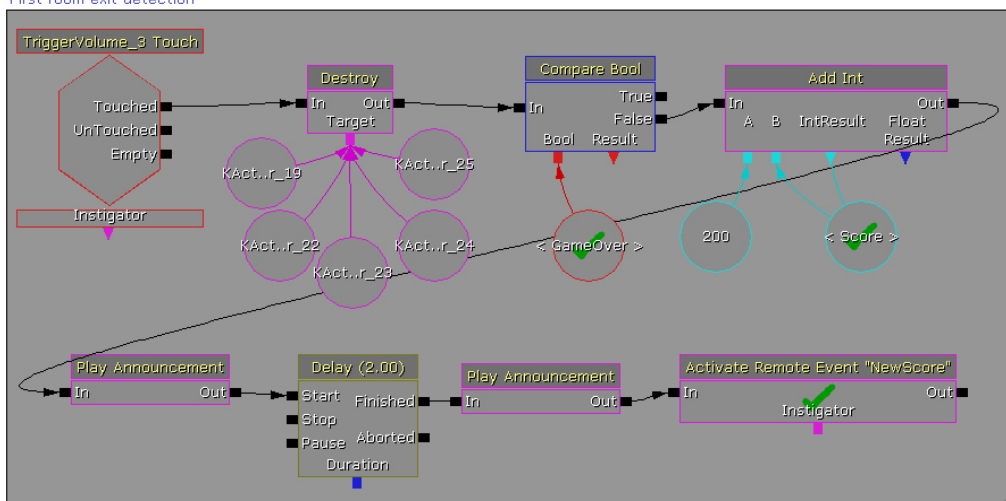 First room exit detection
TriggerVolume_3 Touch
Touched
UnTouched
Empty
Instigator
Destroy
In Out
Target
KAct..r_19
KAct..r_25
KAct..r_22
KAct..r_24
KAct..r_23
Compare Bool
In
True
False
Bool Result
< GameOver >
Add Int
In Out
A B IntResult Float
Result
200
< Score >
Play Announcement
In Out
Delay (2.00)
Start Finished
Stop
Pause Aborted
Duration
Play Announcement
In Out
Activate Remote Event "NewScore"
In Out
Instigator